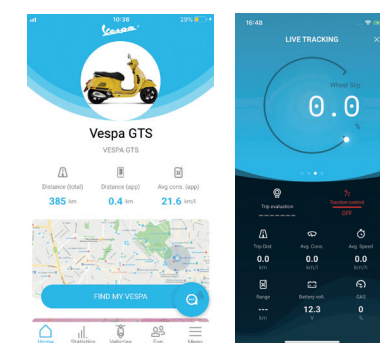 10:38
29%
Vespa
Vespa GTS
VESPA GTS
Distance (total)
Distance (app)
Avg cons. (app)
385 km
0.4 km
21.6 km/l
FIND MY VESPA
Home
Statistics
Vehicles
Fun
Menu
16:48
LIVE TRACKING
Wheel Slip
0.0
%
Trip evaluation
-------
Traction control
OFF
Trip Dist
Avg. Cons.
Avg. Speed
0.0
0.0
0.0
km
km/l
km/h
Range
Battery volt.
GAS
---
12.3
0
km
V
%